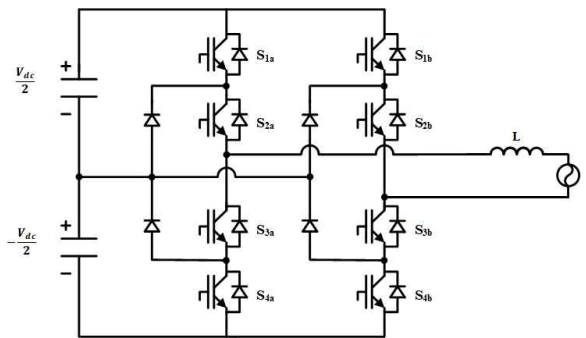 +
V_dc/2
−
+
-V_dc/2
−
S1a
S2a
S3a
S4a
S1b
S2b
S3b
S4b
L